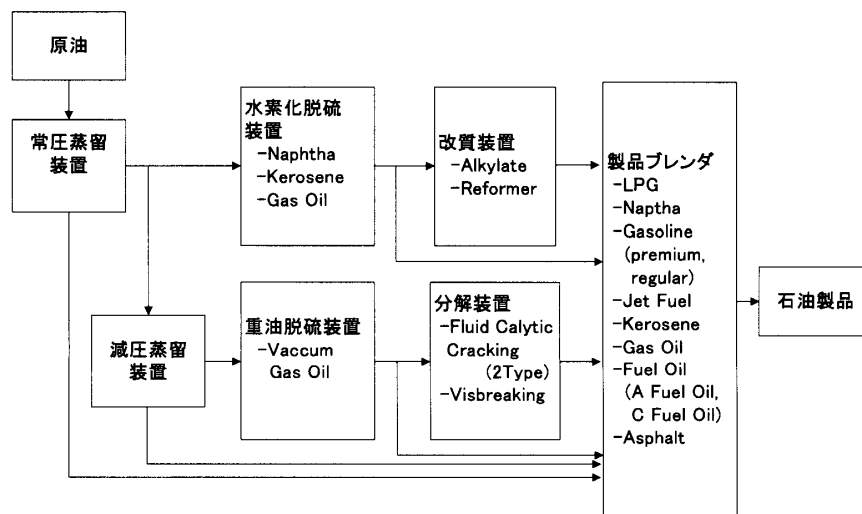 原油
常圧蒸留
装置
水素化脱硫
装置
-Naphtha
-Kerosene
-Gas Oil
改質装置
-Alkylate
-Reformer
減圧蒸留
装置
重油脱硫装置
-Vaccum
Gas Oil
分解装置
-Fluid Calytic
Cracking
(2Type)
-Visbreaking
製品ブレンダ
-LPG
-Naptha
-Gasoline
(premium,
regular)
-Jet Fuel
-Kerosene
-Gas Oil
-Fuel Oil
(A Fuel Oil,
C Fuel Oil)
-Asphalt
石油製品